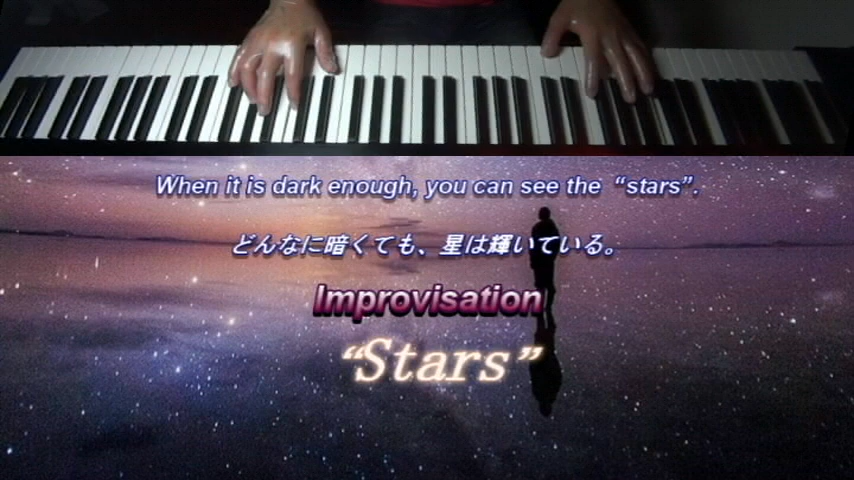 When it is dark enough, you can see the “stars”.
どんなに暗くても、星は輝いている。
Improvisation
“Stars”